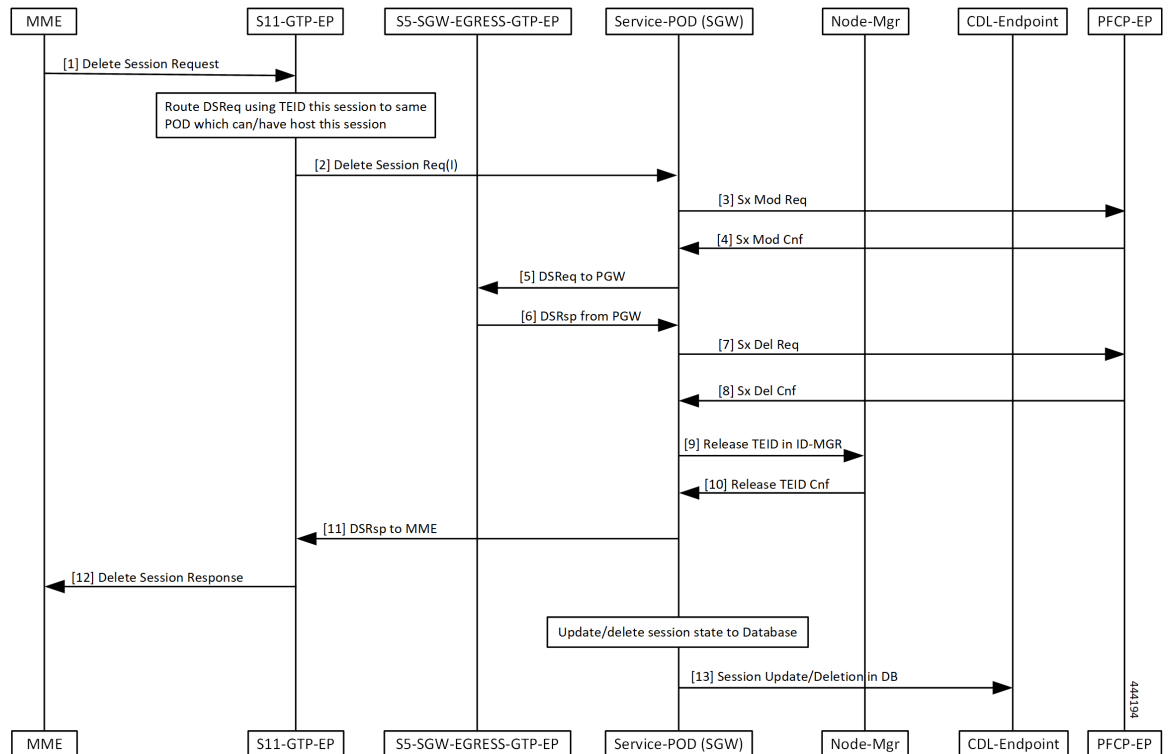 MME
S11-GTP-EP
S5-SGW-EGRESS-GTP-EP
Service-POD (SGW)
Node-Mgr
CDL-Endpoint
PFCP-EP
[1] Delete Session Request
Route DSReq using TEID this session to same
POD which can/have host this session
[2] Delete Session Req(I)
[3] Sx Mod Req
[4] Sx Mod Cnf
[5] DSReq to PGW
[6] DSRsp from PGW
[7] Sx Del Req
[8] Sx Del Cnf
[9] Release TEID in ID-MGR
[10] Release TEID Cnf
[11] DSRsp to MME
[12] Delete Session Response
Update/delete session state to Database
[13] Session Update/Deletion in DB
444194
MME
S11-GTP-EP
S5-SGW-EGRESS-GTP-EP
Service-POD (SGW)
Node-Mgr
CDL-Endpoint
PFCP-EP